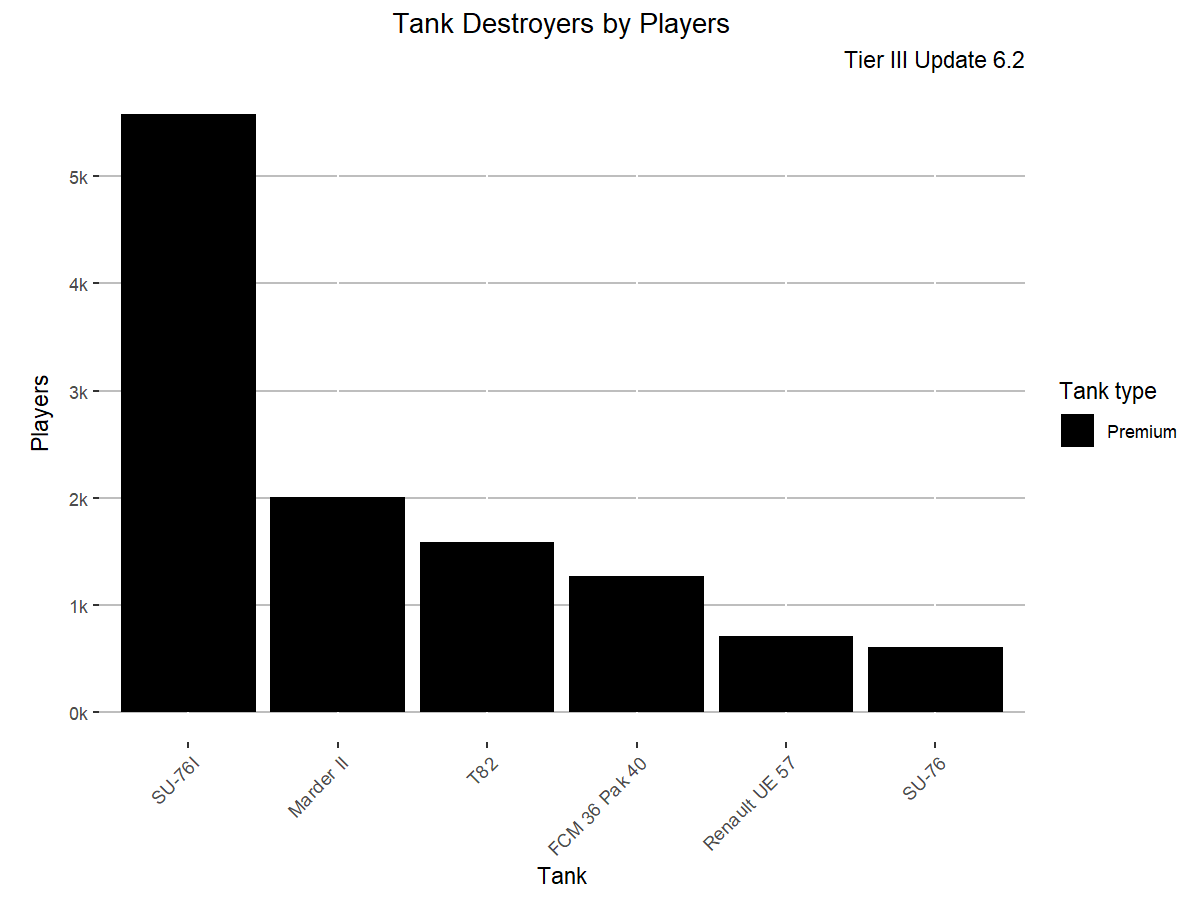 Tank Destroyers by Players
Tier III Update 6.2
Players
5k
4k
3k
2k
1k
0k
SU-76I
Marder II
T82
FCM 36 Pak 40
Renault UE 57
SU-76
Tank
Tank type
Premium